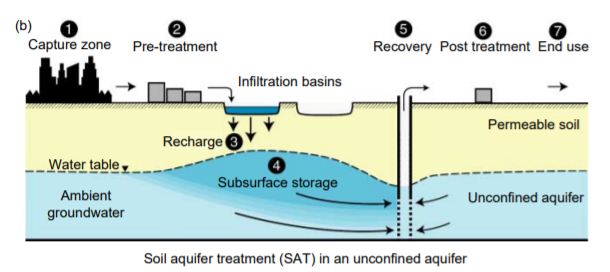 (b)
1 2 5 6 7
Capture zone Pre-treatment Recovery Post treatment End use
Infiltration basins
Permeable soil
Recharge 3
Water table
4
Subsurface storage
Ambient
groundwater
Unconfined aquifer
Soil aquifer treatment (SAT) in an unconfined aquifer